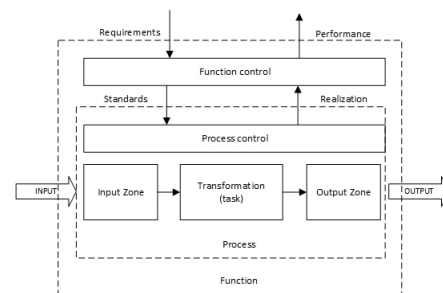 Requirements
Performance
Function control
Standards
Realization
Process control
INPUT
Input Zone
Transformation
(task)
Output Zone
OUTPUT
Process
Function